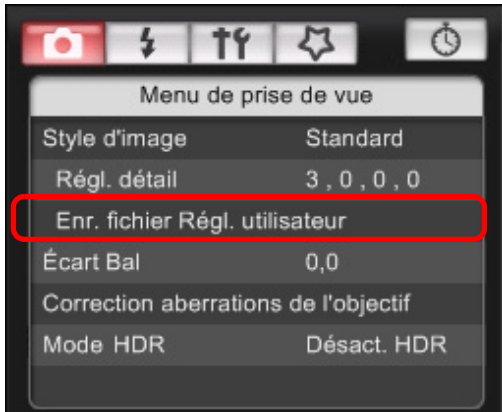 Menu de prise de vue
Style d'image Standard
Régl. détail 3 , 0 , 0 , 0
Enr. fichier Régl. utilisateur
Écart Bal 0,0
Correction aberrations de l'objectif
Mode HDR Désact. HDR